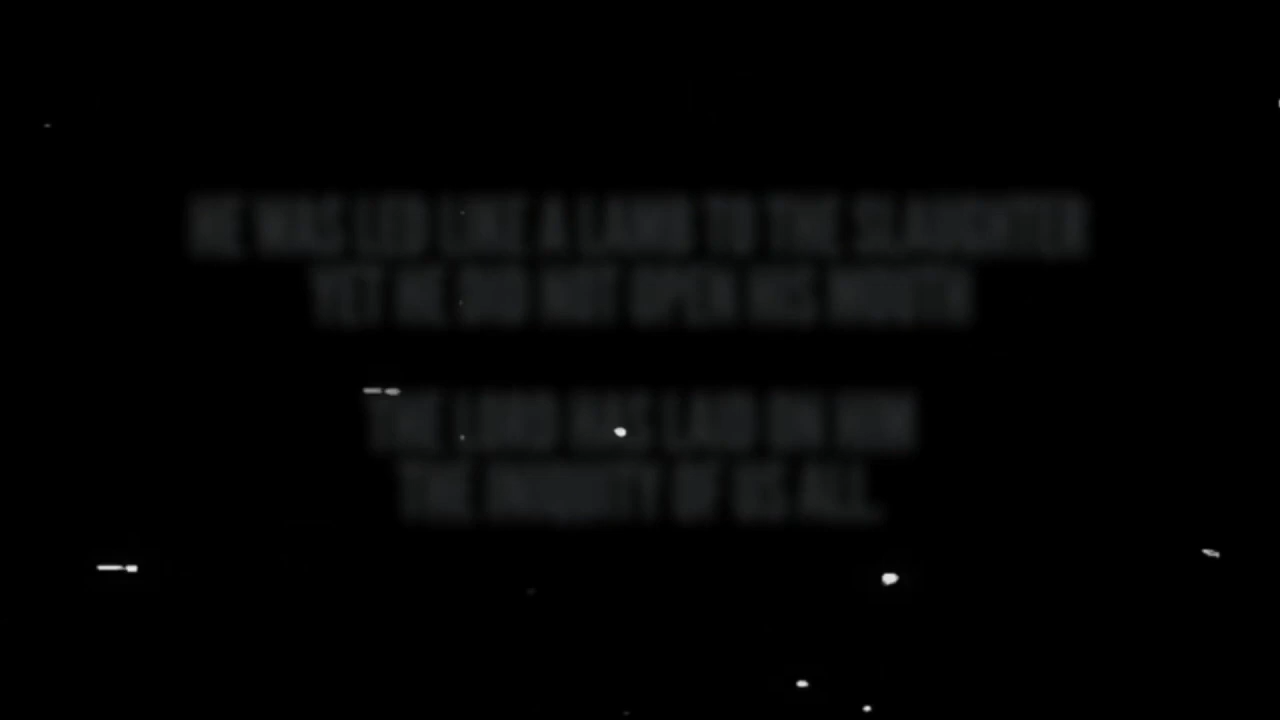 HE WAS LED LIKE A LAMB TO THE SLAUGHTER
YET HE DID NOT OPEN HIS MOUTH
THE LORD HAS LAID ON HIM
THE INIQUITY OF US ALL.